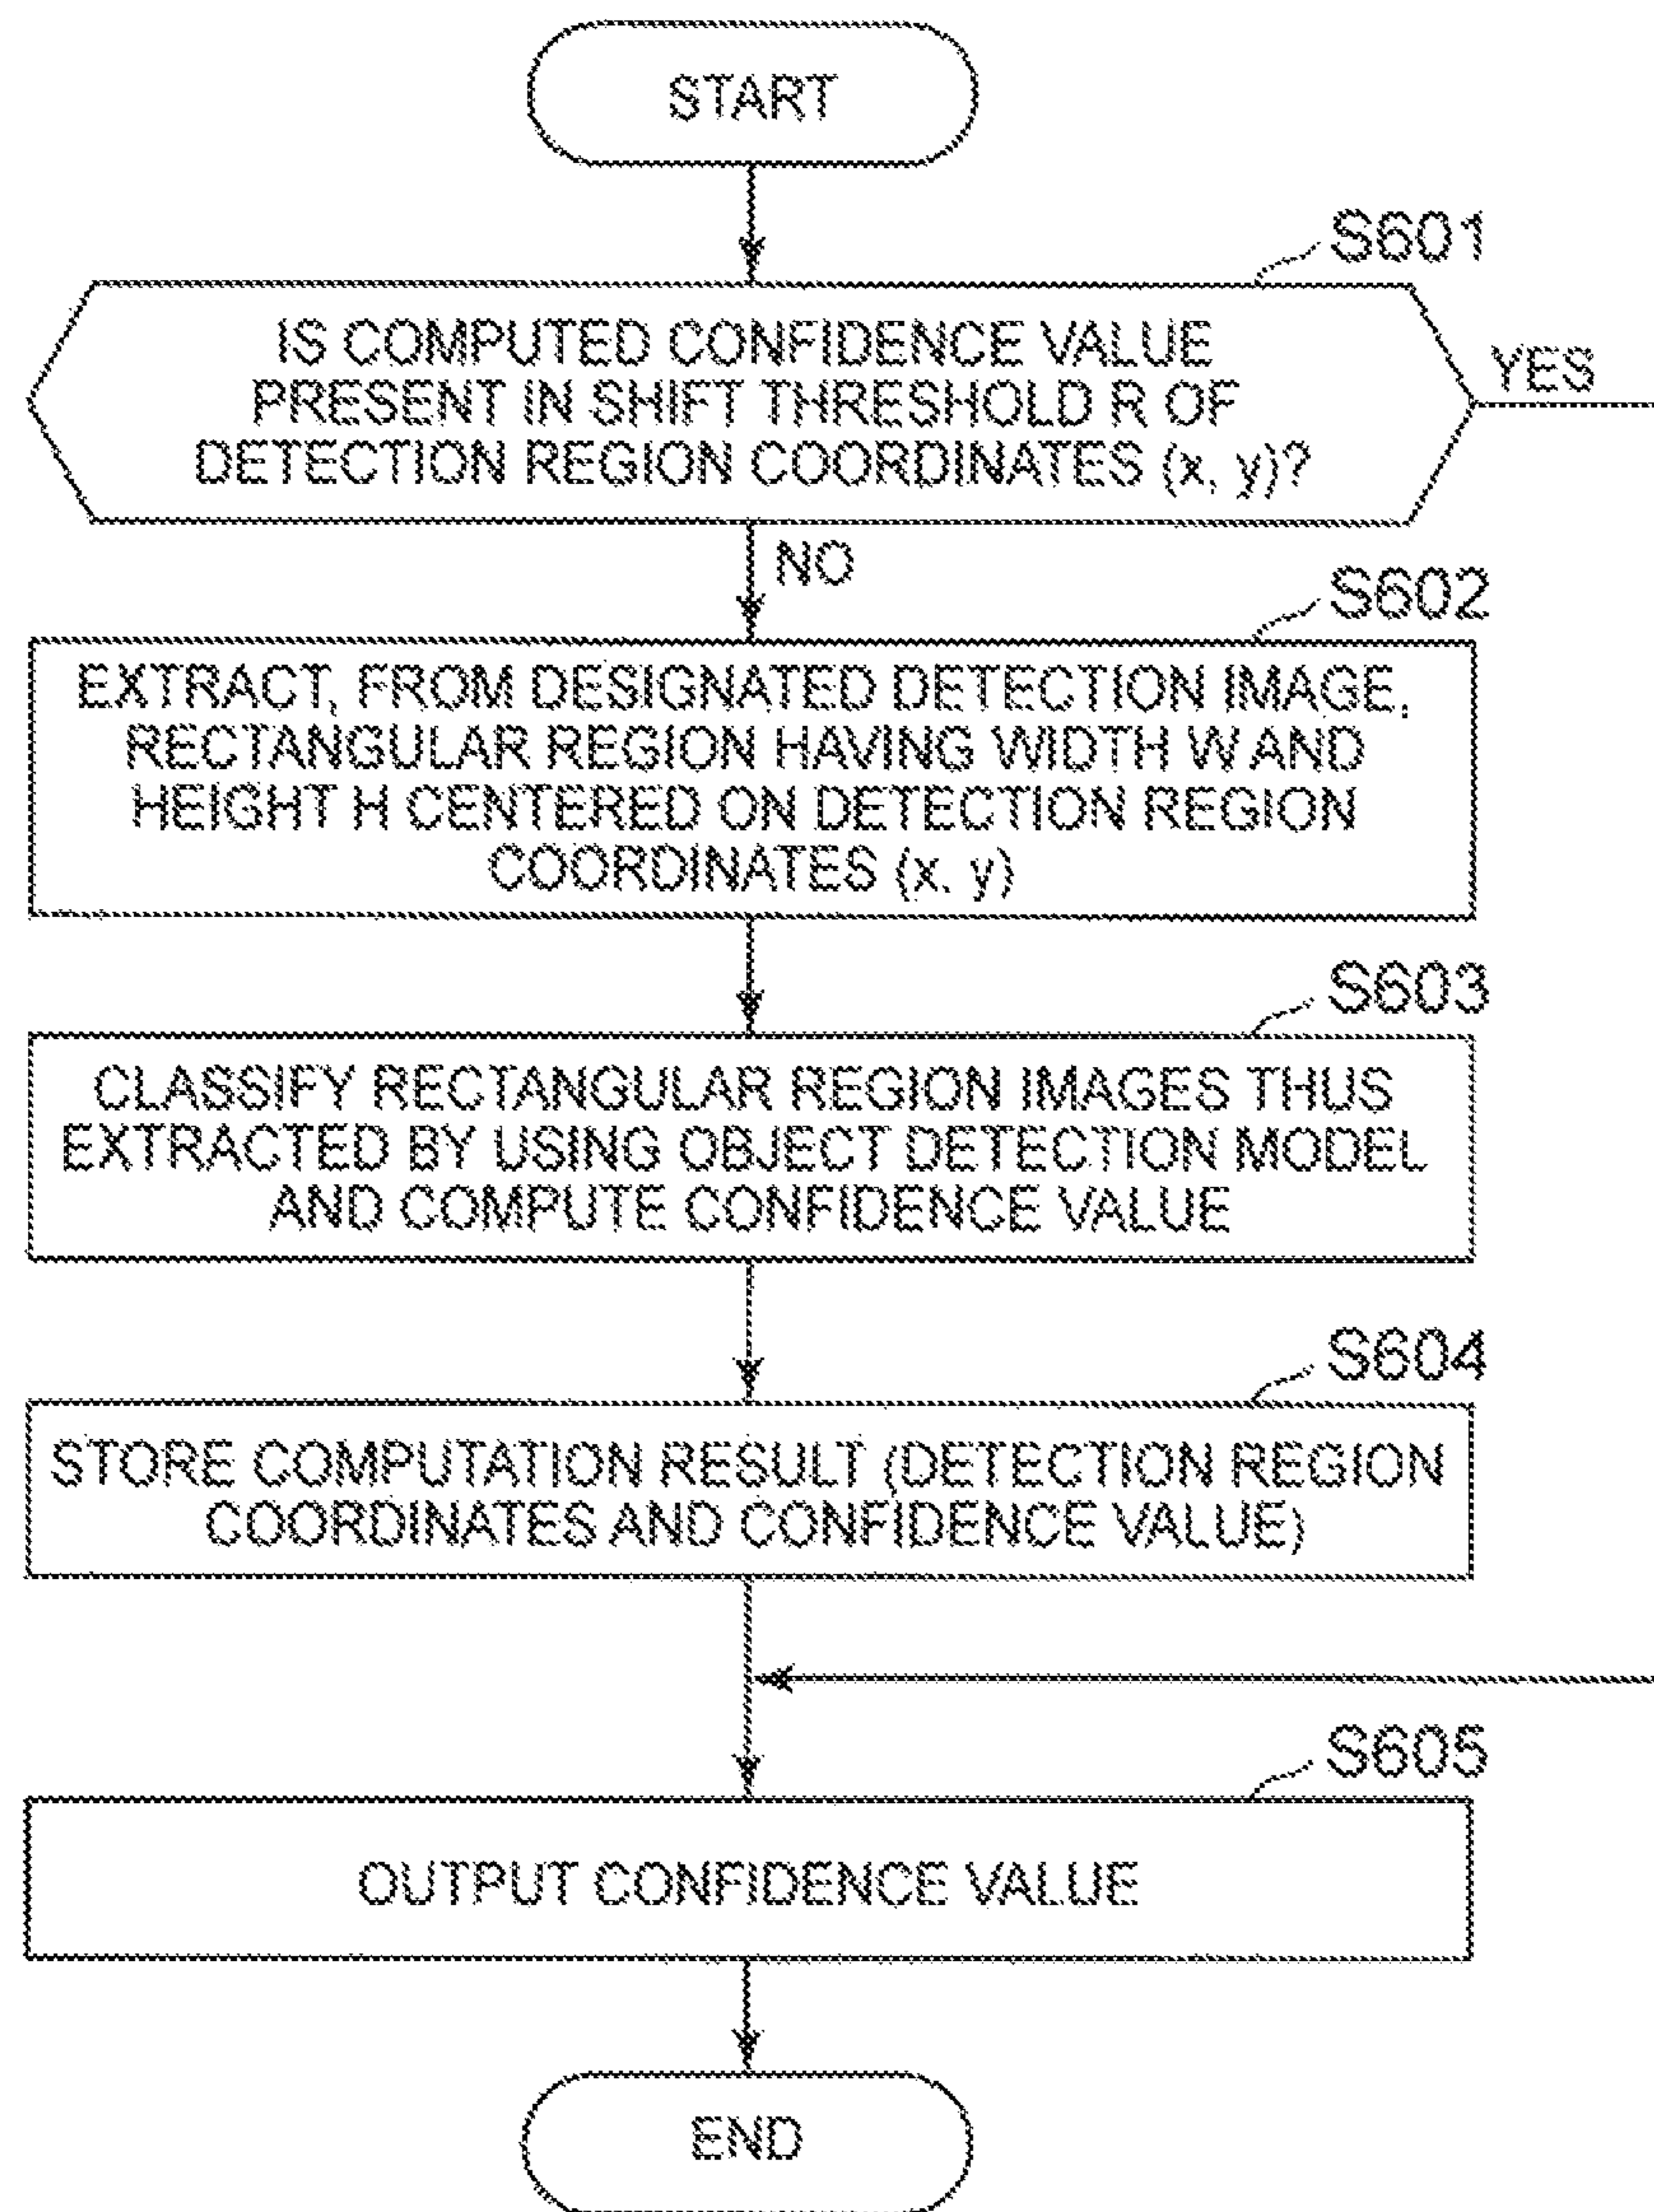 START
S601
IS COMPUTED CONFIDENCE VALUE
PRESENT IN SHIFT THRESHOLD R OF
DETECTION REGION COORDINATES (x, y)?
YES
NO
S602
EXTRACT, FROM DESIGNATED DETECTION IMAGE,
RECTANGULAR REGION HAVING WIDTH W AND
HEIGHT H CENTERED ON DETECTION REGION
COORDINATES (x, y)
S603
CLASSIFY RECTANGULAR REGION IMAGES THUS
EXTRACTED BY USING OBJECT DETECTION MODEL
AND COMPUTE CONFIDENCE VALUE
S604
STORE COMPUTATION RESULT (DETECTION REGION
COORDINATES AND CONFIDENCE VALUE)
S605
OUTPUT CONFIDENCE VALUE
END